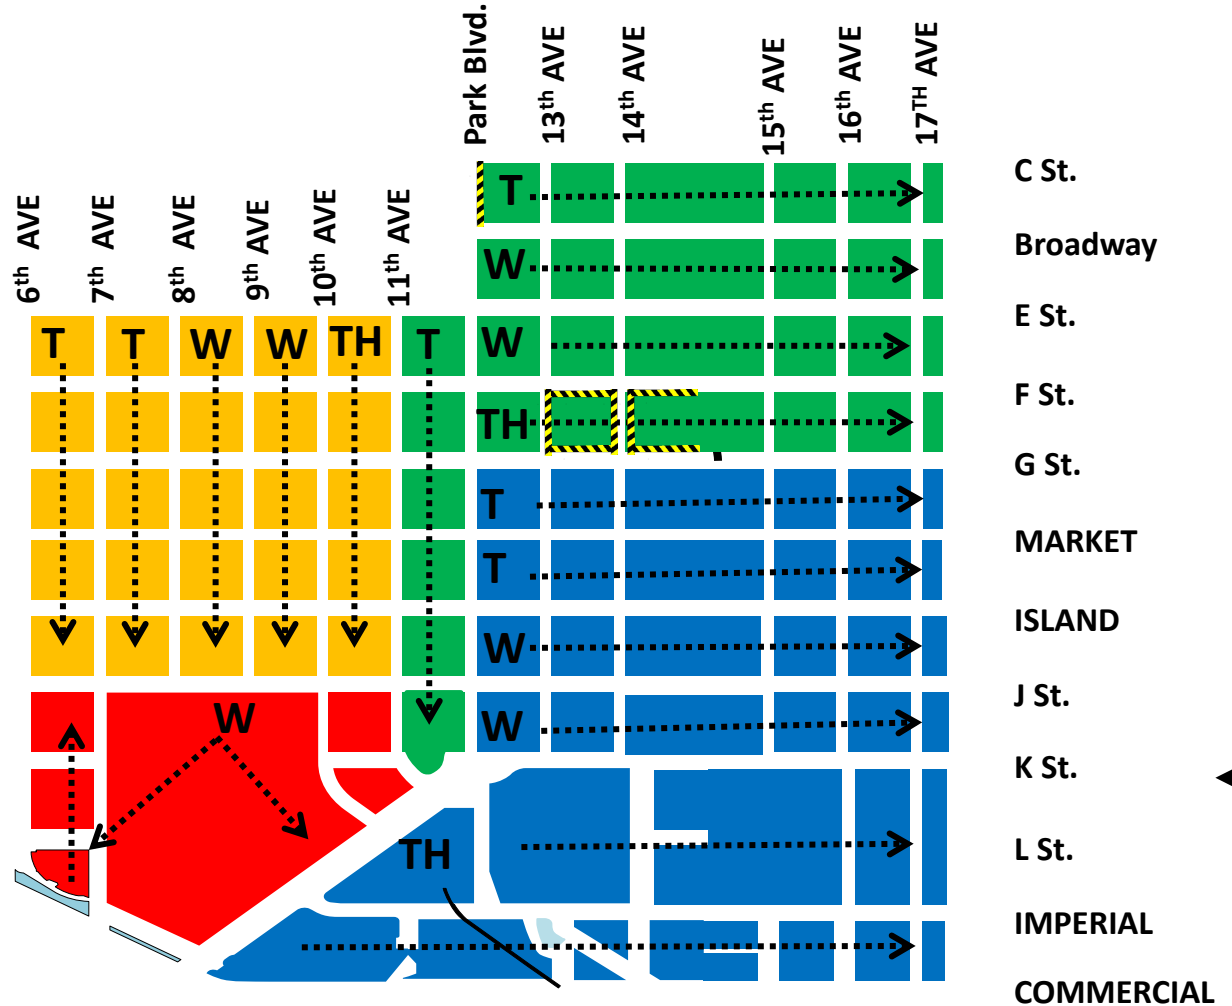 Park Blvd.
13th AVE
14th AVE
15th AVE
16th AVE
17TH AVE
6th AVE
7th AVE
8th AVE
9th AVE
10th AVE
11th AVE
T
C St.
W
Broadway
T
T
W
W
TH
T
W
E St.
TH
F St.
T
G St.
T
MARKET
W
ISLAND
W
W
J St.
K St.
TH
L St.
IMPERIAL
COMMERCIAL